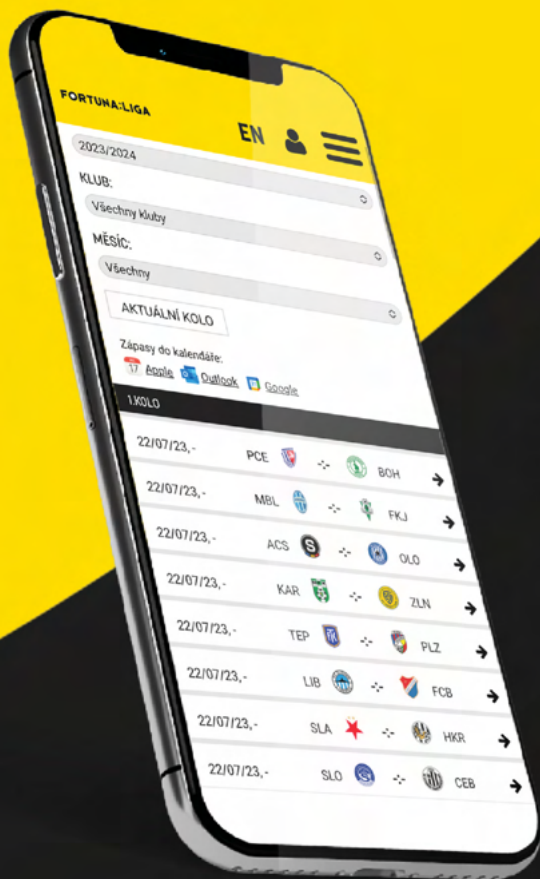 FORTUNA:LIGA
EN
2023/2024
KLUB:
Všechny kluby
MĚSÍC:
Všechny
AKTUÁLNÍ KOLO
Zápasy do kalendáře:
17 Apple Outlook Google
1.KOLO
22/07/23,- PCE -:- BOH
22/07/23,- MBL -:- FKJ
22/07/23,- ACS -:- OLO
22/07/23,- KAR -:- ZLN
22/07/23,- TEP -:- PLZ
22/07/23,- LIB -:- FCB
22/07/23,- SLA -:- HKR
22/07/23,- SLO -:- CEB